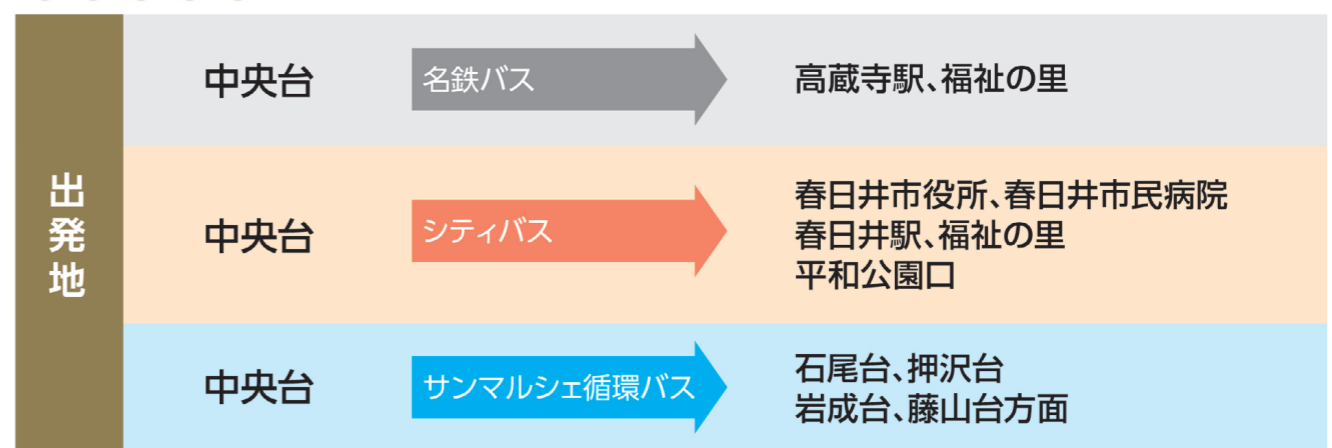 出発地
中央台
名鉄バス
高蔵寺駅、福祉の里
中央台
シティバス
春日井市役所、春日井市民病院
春日井駅、福祉の里
平和公園口
中央台
サンマルシェ循環バス
石尾台、押沢台
岩成台、藤山台方面